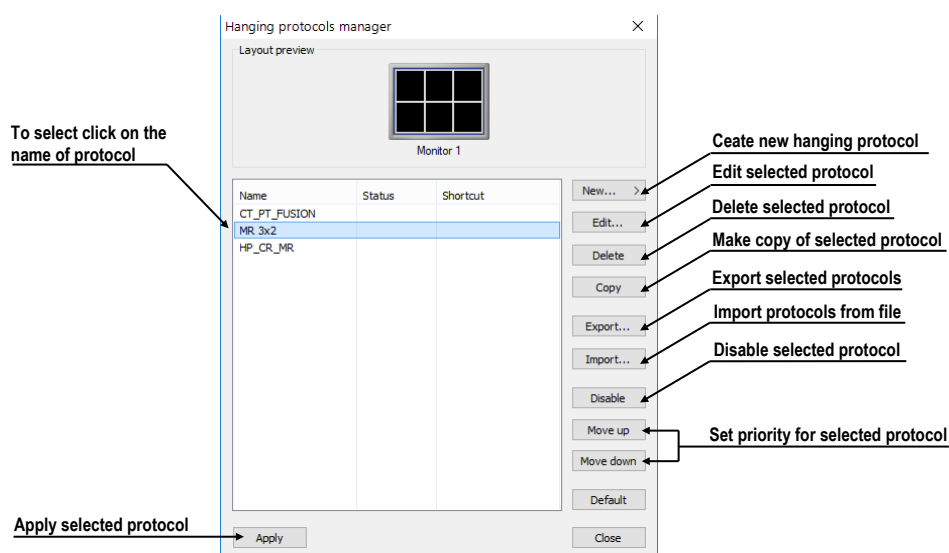 Hanging protocols manager
Layout preview
Monitor 1
To select click on the
name of protocol
Name Status Shortcut
CT_PT_FUSION
MR 3x2
HP_CR_MR
New... >
Edit...
Delete
Copy
Export...
Import...
Disable
Move up
Move down
Default
Apply
Close
Ceate new hanging protocol
Edit selected protocol
Delete selected protocol
Make copy of selected protocol
Export selected protocols
Import protocols from file
Disable selected protocol
Set priority for selected protocol
Apply selected protocol